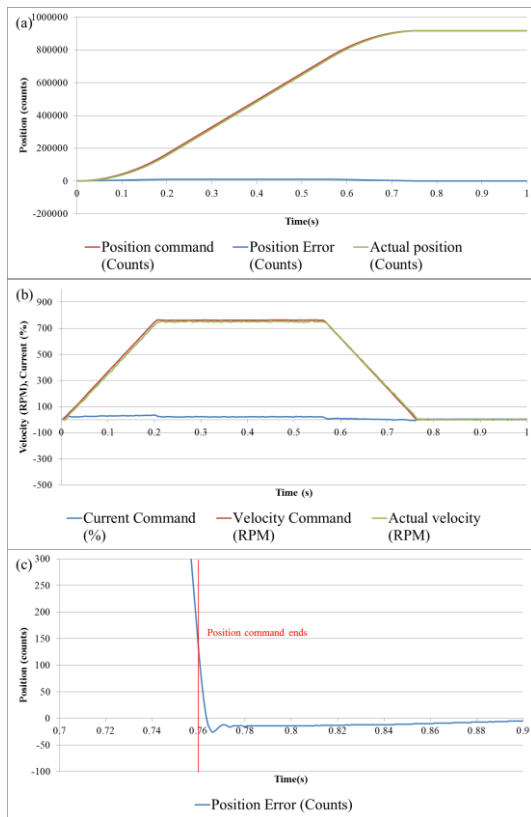 (a)
1000000
800000
600000
400000
200000
0
-200000
Position (counts)
0 0.1 0.2 0.3 0.4 0.5 0.6 0.7 0.8 0.9 1
Time(s)
Position command (Counts)
Position Error (Counts)
Actual position (Counts)
(b)
900
700
500
300
100
-100
-300
-500
Velocity (RPM), Current (%)
0 0.1 0.2 0.3 0.4 0.5 0.6 0.7 0.8 0.9 1
Time (s)
Current Command (%)
Velocity Command (RPM)
Actual velocity (RPM)
(c)
300
250
200
150
100
50
0
-50
-100
Position (counts)
Position command ends
0.7 0.72 0.74 0.76 0.78 0.8 0.82 0.84 0.86 0.88 0.9
Time(s)
Position Error (Counts)